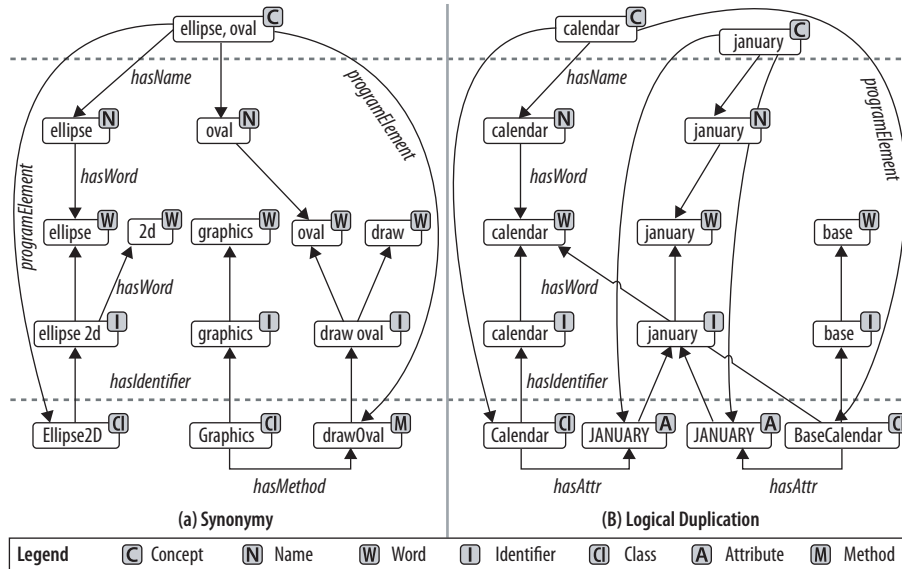 ellipse, oval C
hasName
programElement
programElement
ellipse N
oval N
hasWord
ellipse W
2d W
graphics W
oval W
draw W
hasWord
ellipse 2d I
graphics I
draw oval I
hasIdentifier
Ellipse2D Cl
Graphics Cl
drawOval M
hasMethod
(a) Synonymy
calendar C
january C
hasName
programElement
calendar N
january N
hasWord
calendar W
january W
base W
hasWord
calendar I
january I
base I
hasIdentifier
Calendar Cl
JANUARY A
JANUARY A
BaseCalendar Cl
hasAttr
hasAttr
(B) Logical Duplication
Legend C Concept N Name W Word I Identifier Cl Class A Attribute M Method